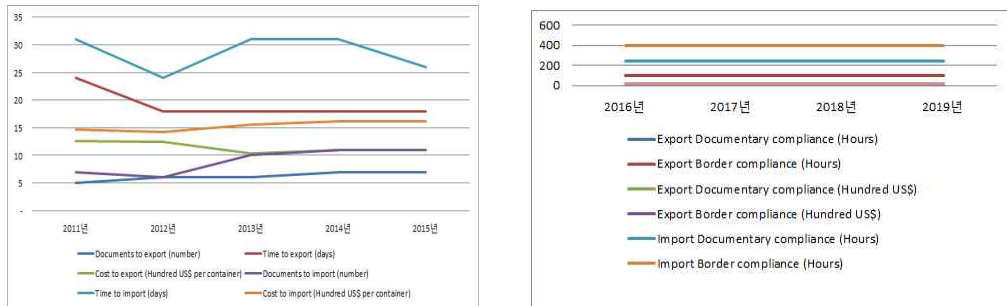 35
30
25
20
15
10
5
-
2011년 2012년 2013년 2014년 2015년
Documents to export (number) Time to export (days)
Cost to export (Hundred US$ per container) Documents to import (number)
Time to import (days) Cost to import (Hundred US$ per container)
600
400
200
0
2016년 2017년 2018년 2019년
Export Documentary compliance (Hours)
Export Border compliance (Hours)
Export Documentary compliance (Hundred US$)
Export Border compliance (Hundred US$)
Import Documentary compliance (Hours)
Import Border compliance (Hours)